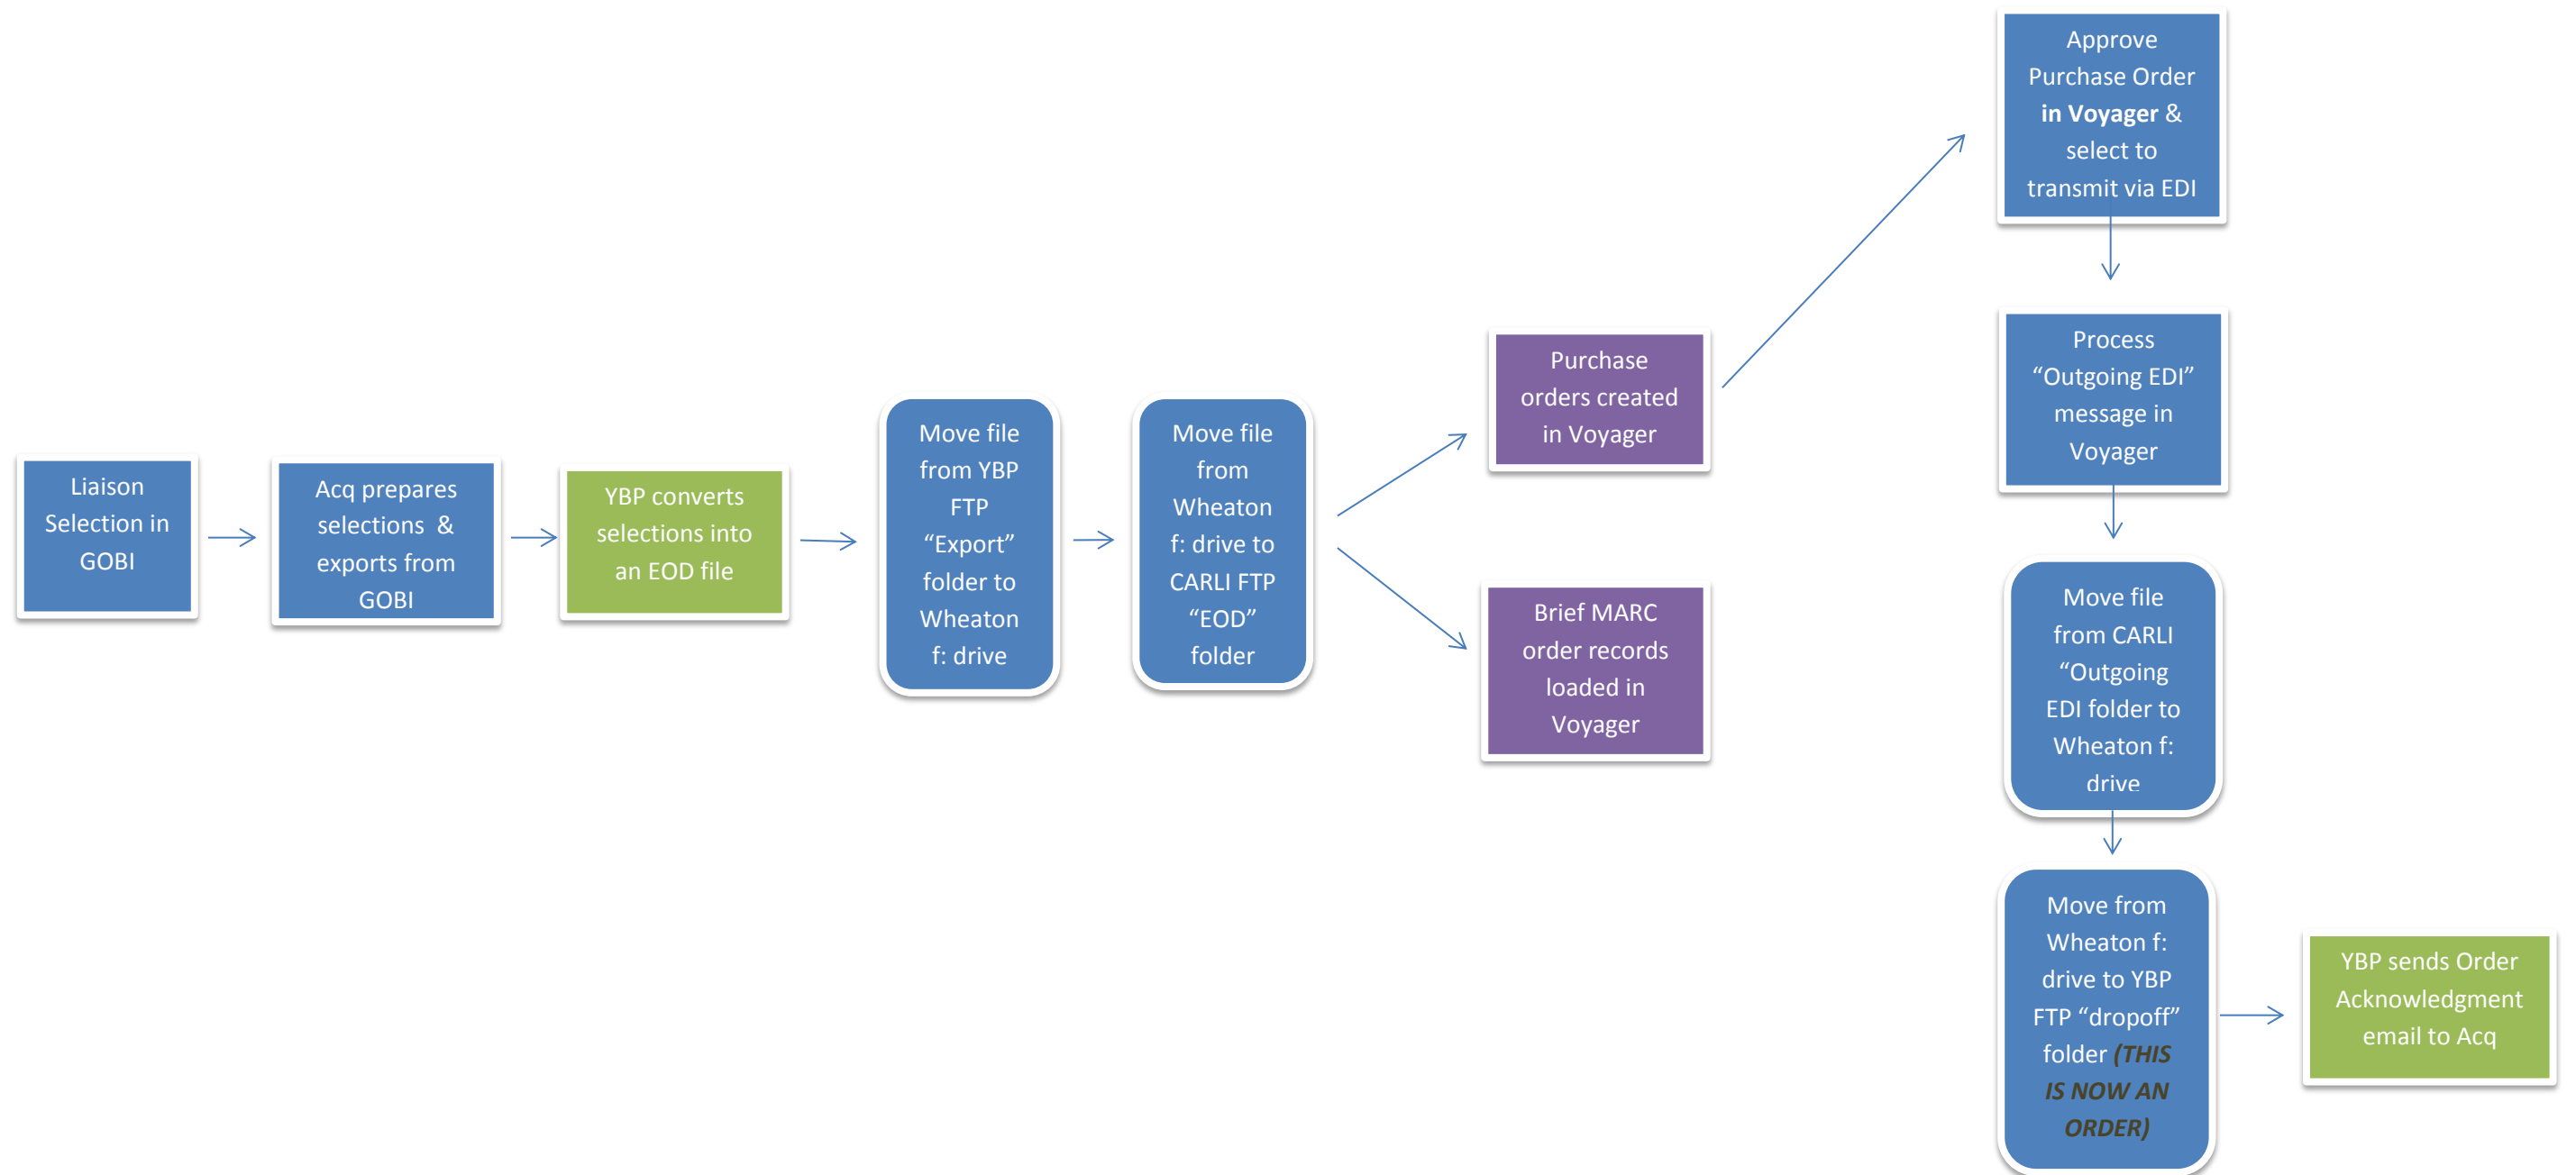 Liaison
Selection in
GOBI
Acq prepares
selections &
exports from
GOBI
YBP converts
selections into
an EOD file
Move file
from YBP
FTP
“Export”
folder to
Wheaton
f: drive
Move file
from
Wheaton
f: drive to
CARLI FTP
“EOD”
folder
Purchase
orders created
in Voyager
Brief MARC
order records
loaded in
Voyager
Approve
Purchase Order
in Voyager &
select to
transmit via EDI
Process
“Outgoing EDI”
message in
Voyager
Move file
from CARLI
“Outgoing
EDI folder to
Wheaton f:
drive
Move from
Wheaton f:
drive to YBP
FTP “dropoff”
folder (THIS
IS NOW AN
ORDER)
YBP sends Order
Acknowledgment
email to Acq